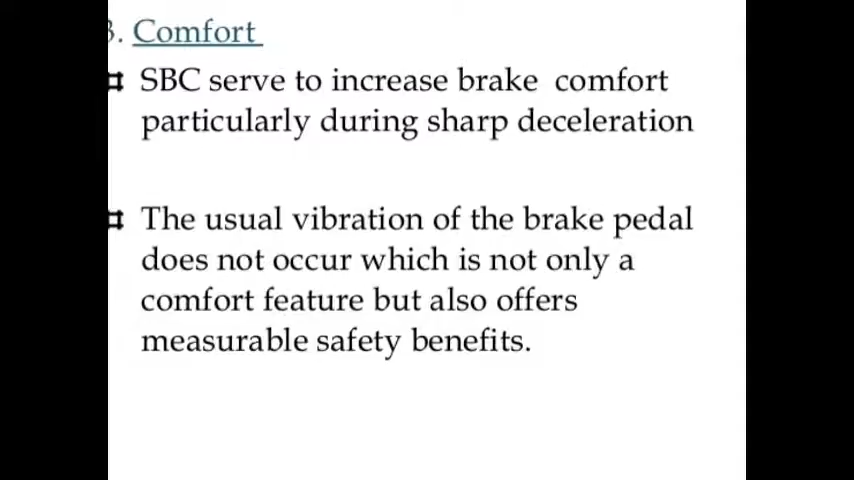 3. Comfort
SBC serve to increase brake comfort
particularly during sharp deceleration
The usual vibration of the brake pedal
does not occur which is not only a
comfort feature but also offers
measurable safety benefits.